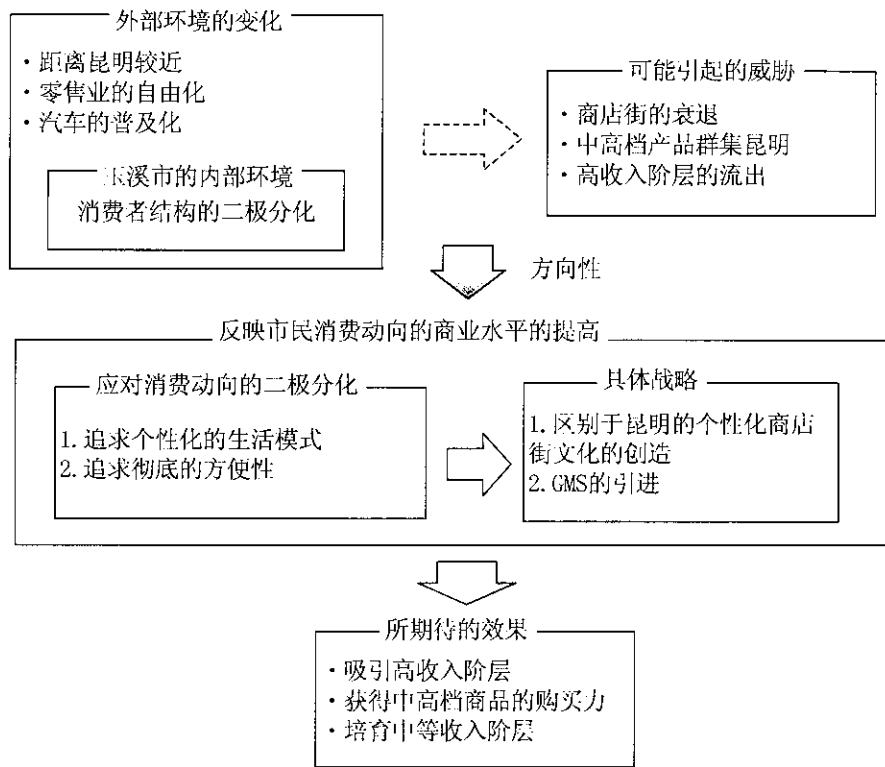 外部环境的变化
·距离昆明较近
·零售业的自由化
·汽车的普及化
玉溪市的内部环境
消费者结构的二极分化
可能引起的威胁
·商店街的衰退
·中高档产品群集昆明
·高收入阶层的流出
方向性
反映市民消费动向的商业水平的提高
应对消费动向的二极分化
1.追求个性化的生活模式
2.追求彻底的方便性
具体战略
1.区别于昆明的个性化商店
街文化的创造
2.GMS的引进
所期待的效果
·吸引高收入阶层
·获得中高档商品的购买力
·培育中等收入阶层